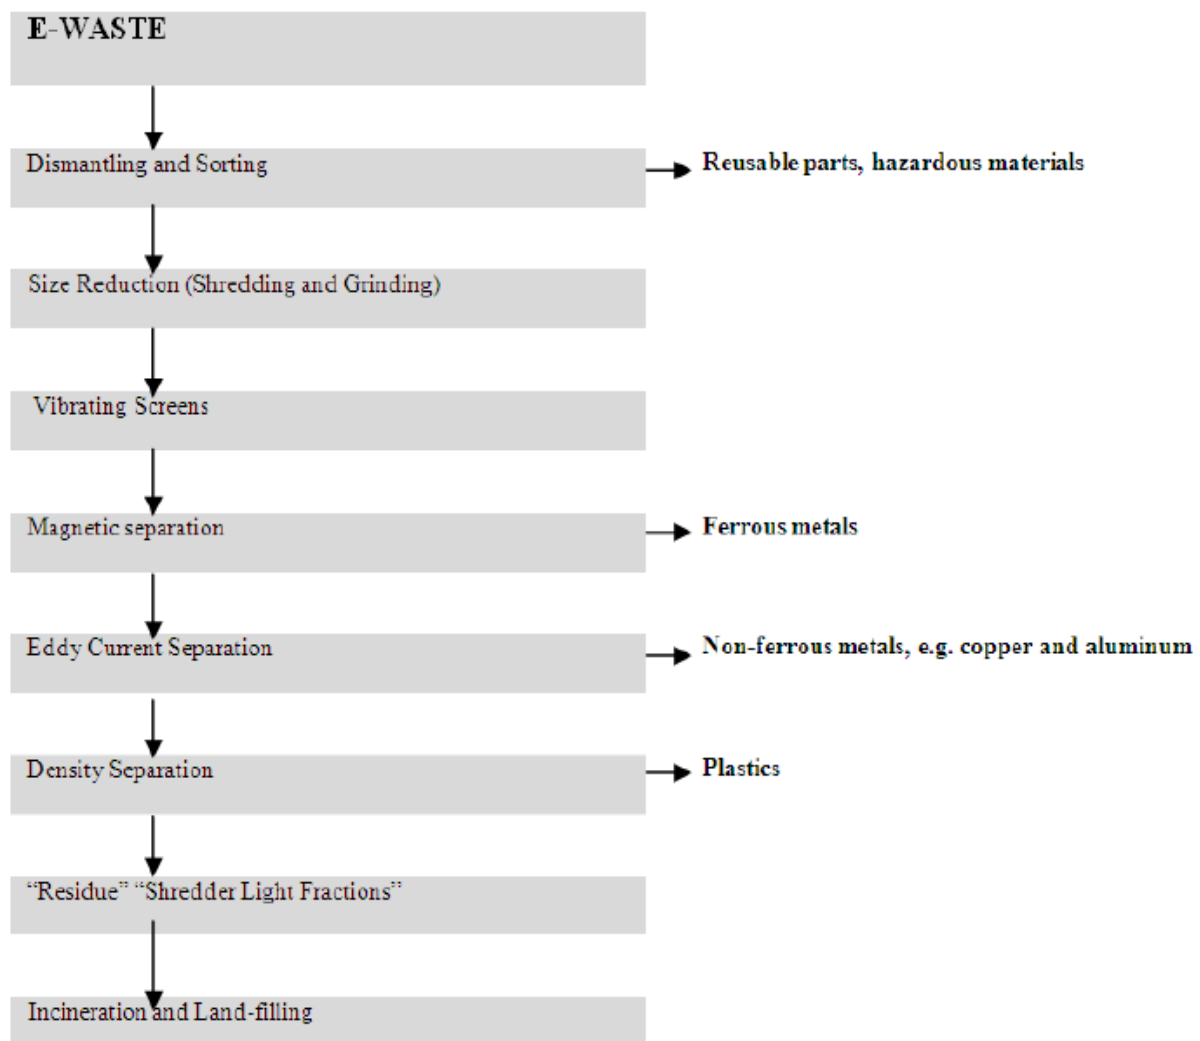 E-WASTE
Dismantling and Sorting
Reusable parts, hazardous materials
Size Reduction (Shredding and Grinding)
Vibrating Screens
Magnetic separation
Ferrous metals
Eddy Current Separation
Non-ferrous metals, e.g. copper and aluminum
Density Separation
Plastics
“Residue” “Shredder Light Fractions”
Incineration and Land-filling